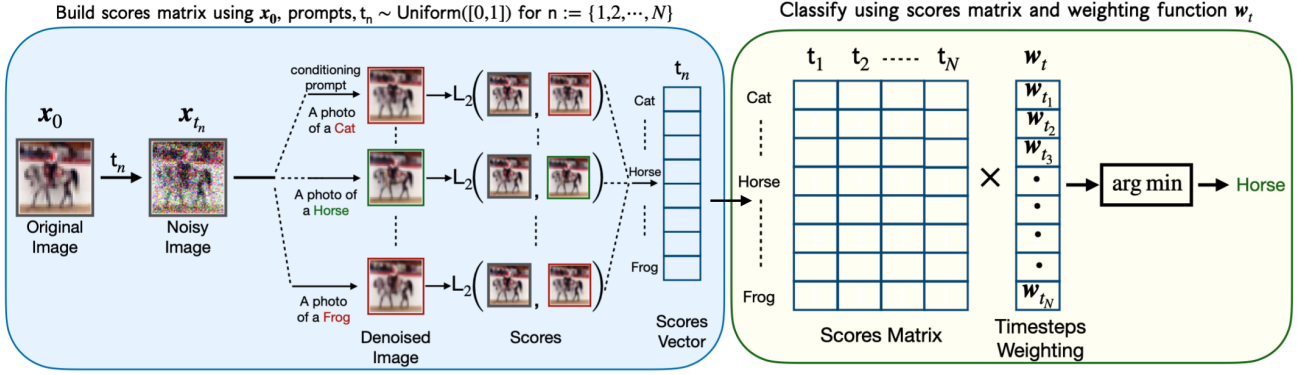 Build scores matrix using x₀, prompts, tₙ ∼ Uniform([0,1]) for n := {1,2,⋯,N}
Classify using scores matrix and weighting function wₜ
x₀
Original
Image
tₙ
xₜₙ
Noisy
Image
conditioning
prompt
A photo
of a Cat
A photo of
a Horse
A photo
of a Frog
Denoised
Image
L₂( , )
L₂( , )
L₂( , )
Scores
tₙ
Cat
Horse
Frog
Scores
Vector
t₁ t₂ tN
Cat
Horse
Frog
Scores Matrix
×
wₜ
wₜ₁
wₜ₂
wₜ₃
wₜN
Timesteps
Weighting
arg min
Horse